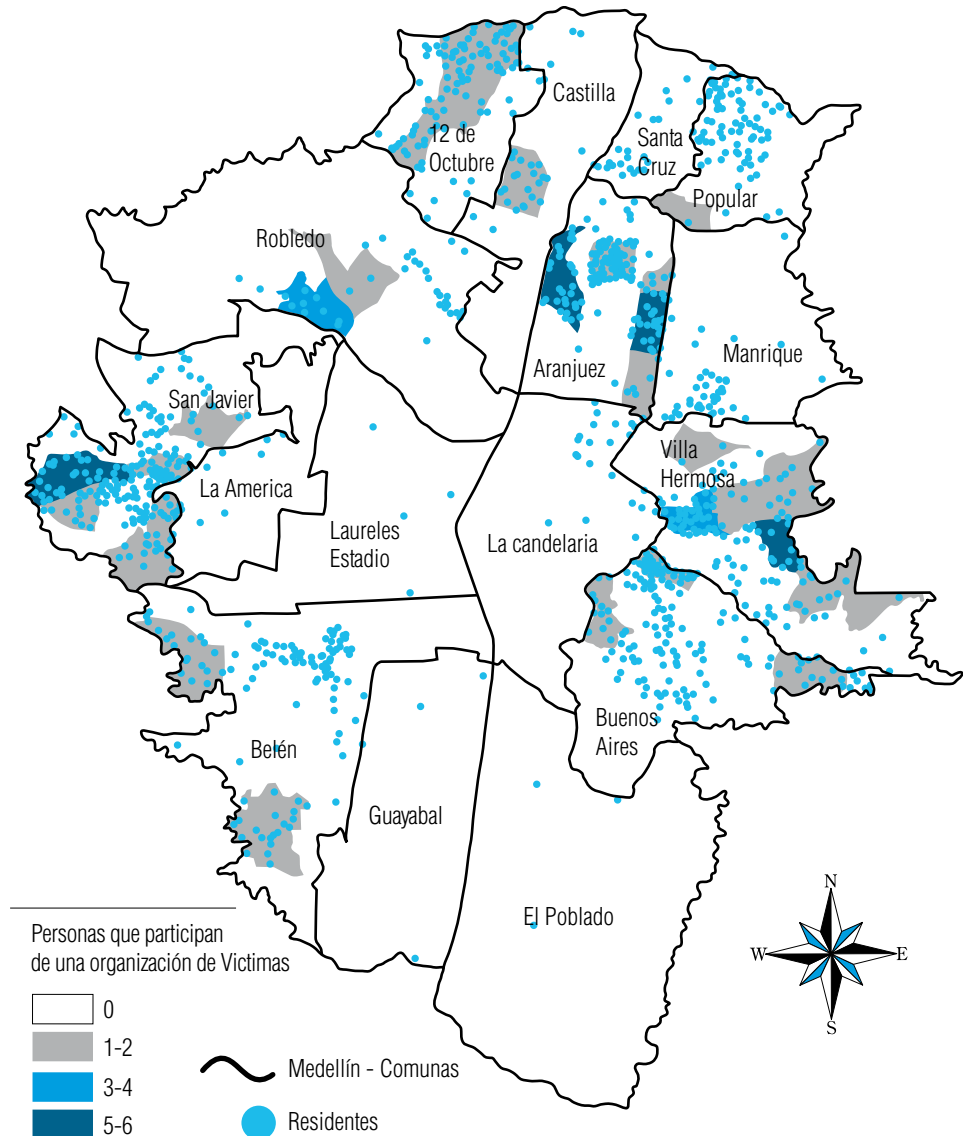 Castilla
12 de
Octubre
Santa
Cruz
Popular
Robledo
Aranjuez
Manrique
San Javier
Villa
Hermosa
La America
Laureles
Estadio
La candelaria
Buenos
Aires
Belén
Guayabal
El Poblado
N
W
E
S
Personas que participan
de una organización de Victimas
0
1-2
3-4
5-6
Medellín - Comunas
Residentes